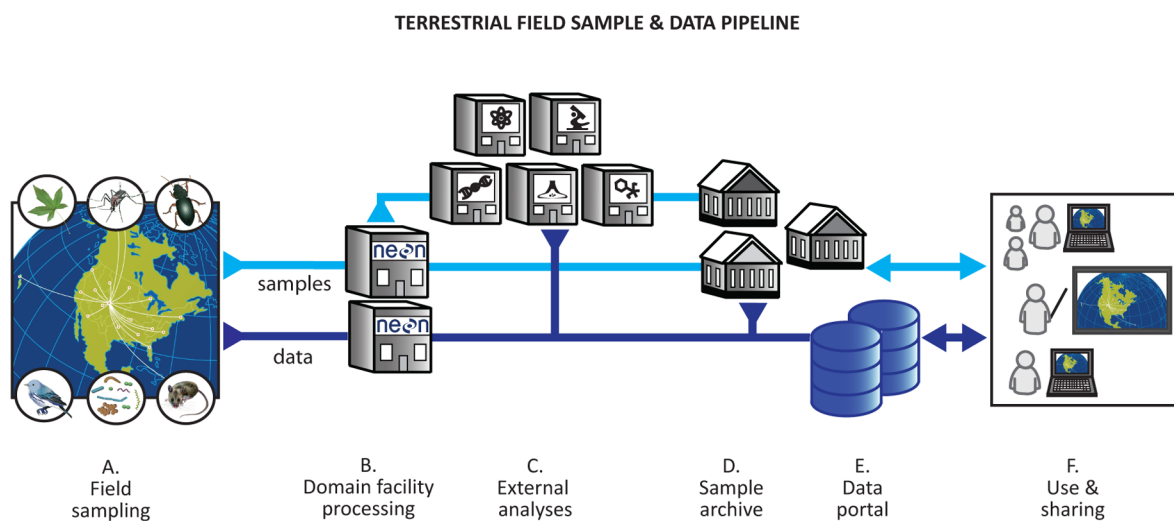 TERRESTRIAL FIELD SAMPLE & DATA PIPELINE
neon
samples
neon
data
A.
Field
sampling
B.
Domain facility
processing
C.
External
analyses
D.
Sample
archive
E.
Data
portal
F.
Use &
sharing